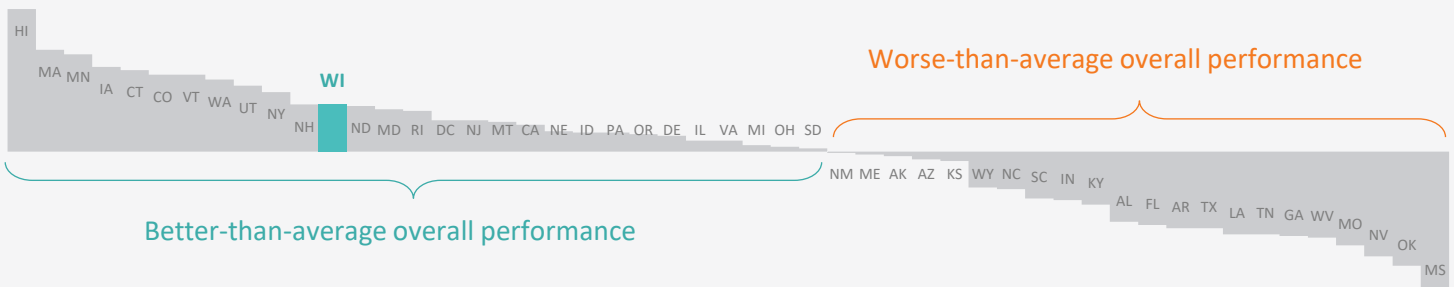 HI
MA MN IA CT CO VT WA UT NY NH WI ND MD RI DC NJ MT CA NE ID PA OR DE IL VA MI OH SD
Worse-than-average overall performance
NM ME AK AZ KS WY NC SC IN KY AL FL AR TX LA TN GA WV MO NV OK MS
Better-than-average overall performance